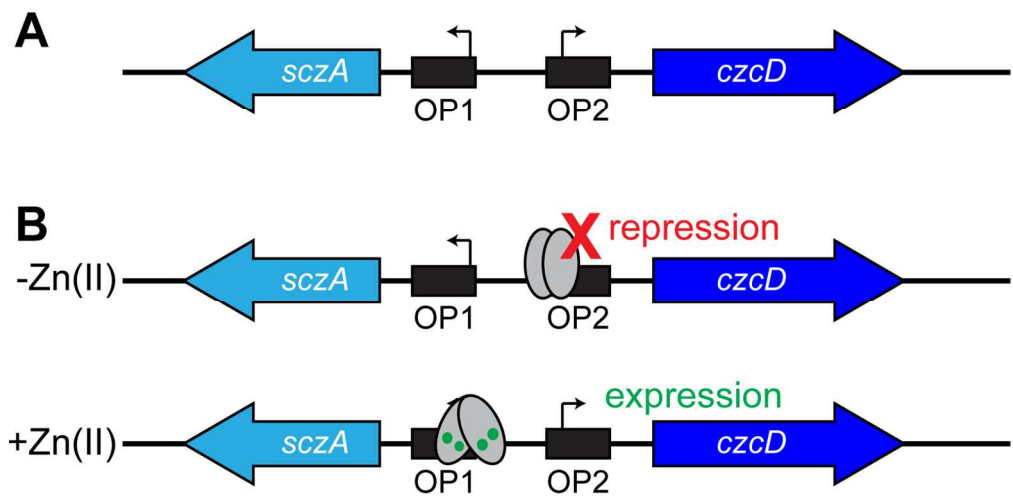 A
sczA
czcD
OP1
OP2
B
X repression
-Zn(II)
sczA
czcD
OP1
OP2
expression
+Zn(II)
sczA
czcD
OP1
OP2